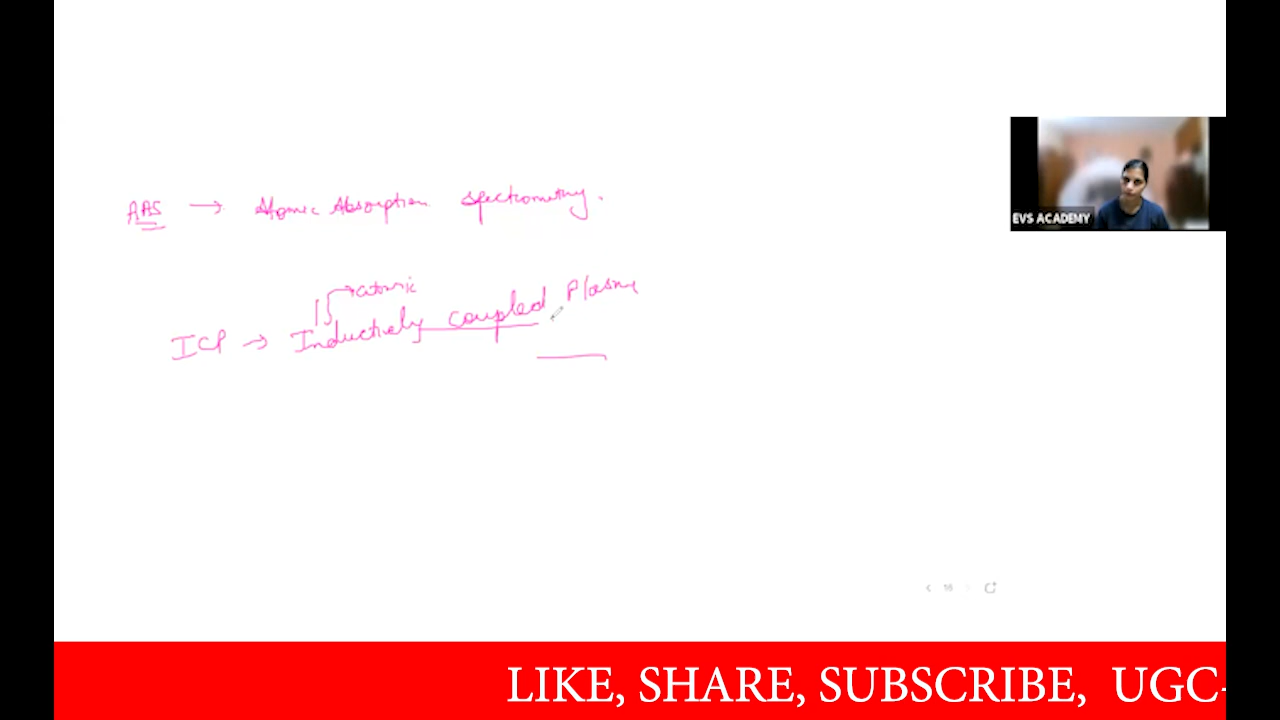 AAS → Atomic Absorption spectrometry.
→ atomic
ICP → Inductively coupled Plasma
EVS ACADEMY
LIKE, SHARE, SUBSCRIBE, UGC-